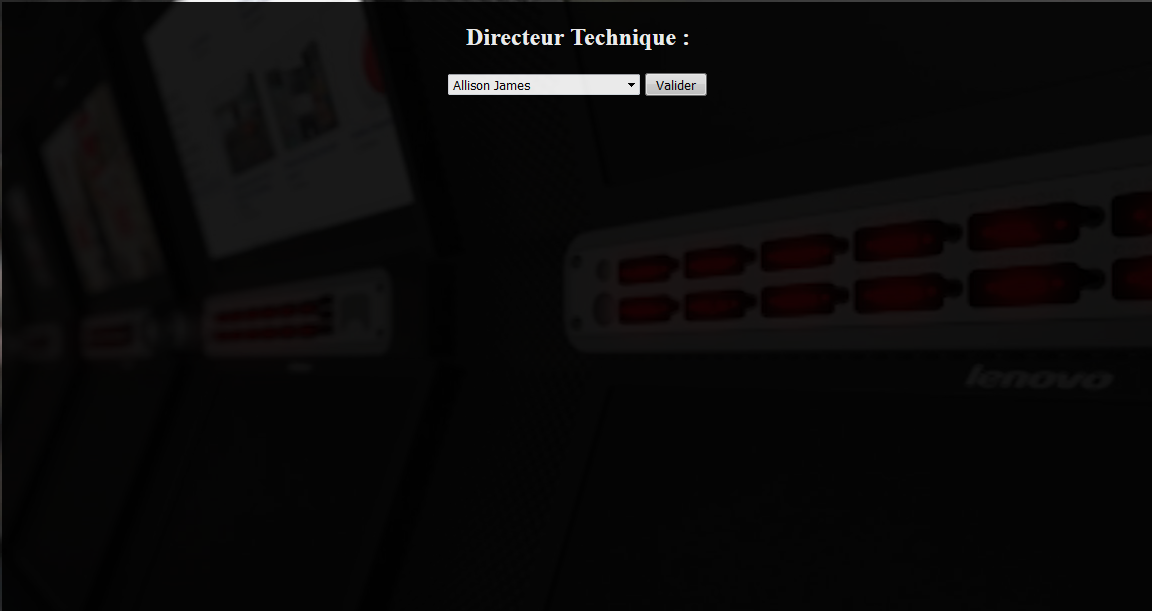 Directeur Technique :
Allison James
Valider
lenovo